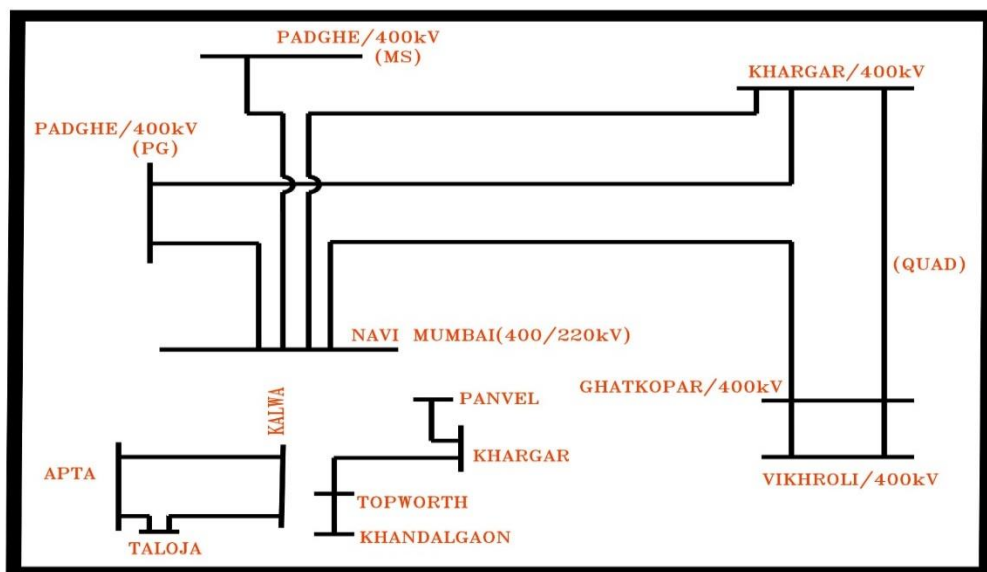 PADGHE/400kV
(MS)
KHARGAR/400kV
PADGHE/400kV
(PG)
(QUAD)
NAVI MUMBAI(400/220kV)
GHATKOPAR/400kV
KALWA
PANVEL
KHARGAR
APTA
VIKHROLI/400kV
TOPWORTH
KHANDALGAON
TALOJA